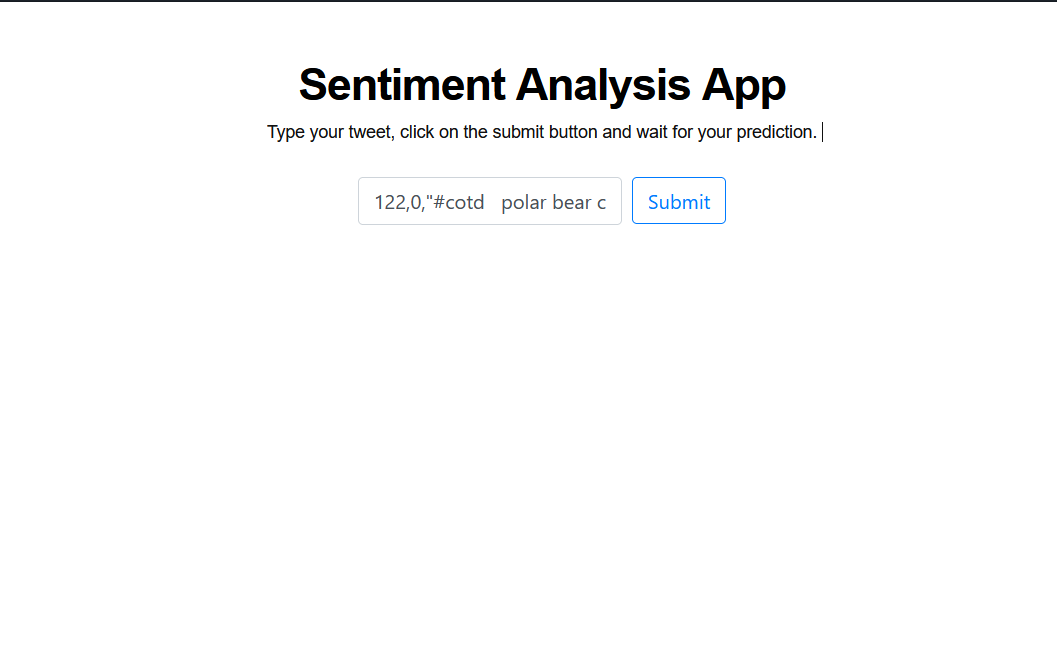 Sentiment Analysis App
Type your tweet, click on the submit button and wait for your prediction.
122,0,"#cotd   polar bear c
Submit